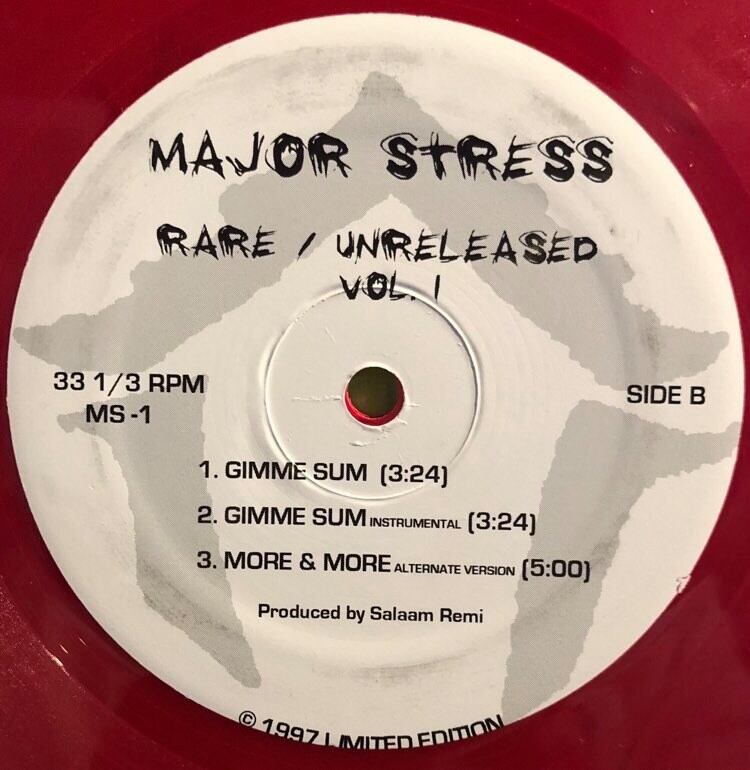 MAJOR STRESS
RARE / UNRELEASED
VOL. 1
33 1/3 RPM
MS-1
SIDE B
1. GIMME SUM (3:24)
2. GIMME SUM INSTRUMENTAL (3:24)
3. MORE & MORE ALTERNATE VERSION (5:00)
Produced by Salaam Remi
© 1997 LIMITED EDITION